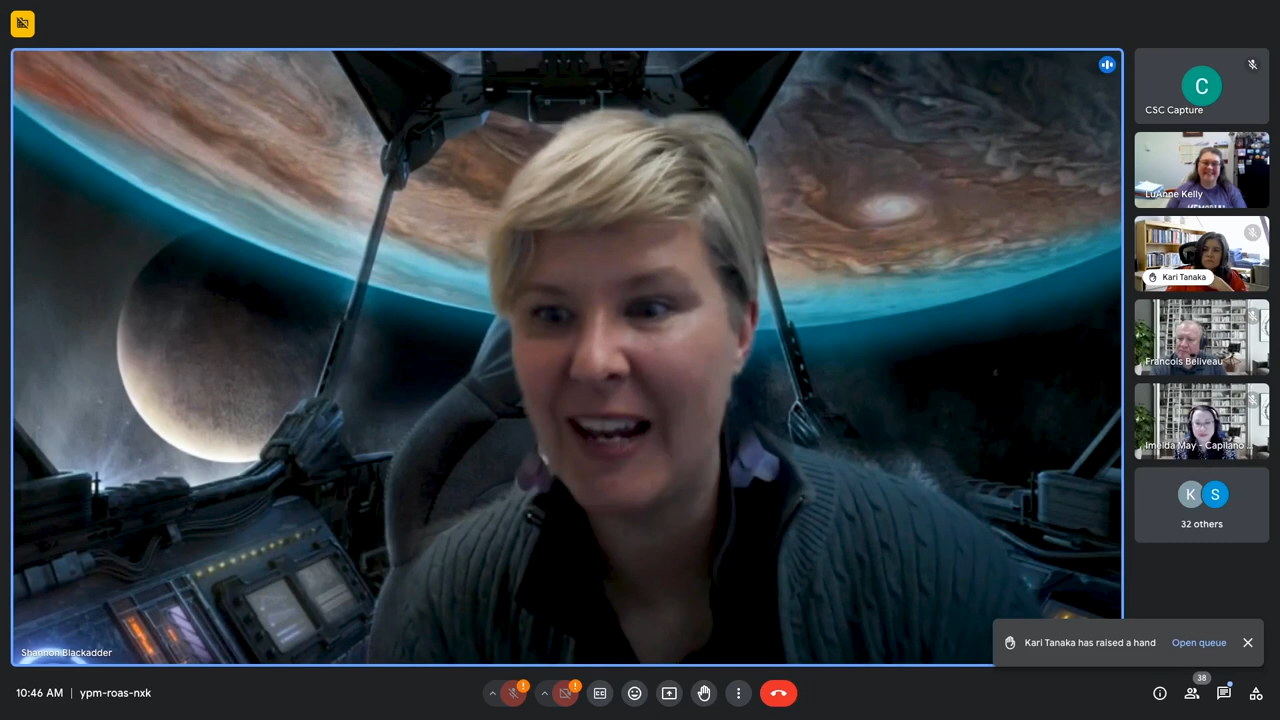 C
CSC Capture
LuAnne Kelly
Kari Tanaka
Francois Beliveau
Imelda May - Capilano ...
K
S
32 others
Shannon Blackadder
Kari Tanaka has raised a hand
Open queue
10:46 AM
ypm-roas-nxk
38